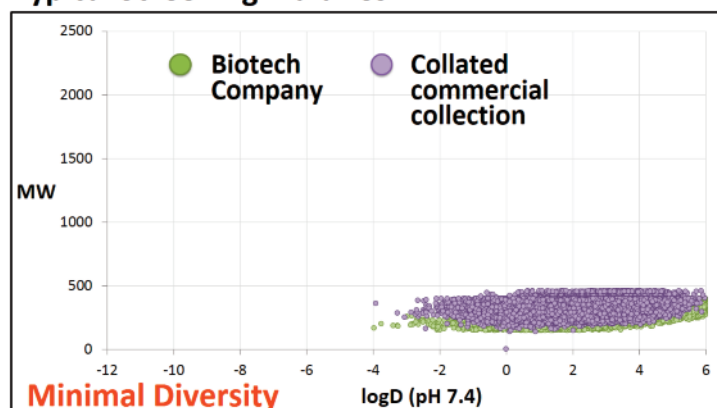 2500
2000
1500
1000
500
0
MW
Biotech
Company
Collated
commercial
collection
-12 -10 -8 -6 -4 -2 0 2 4 6
Minimal Diversity
logD (pH 7.4)